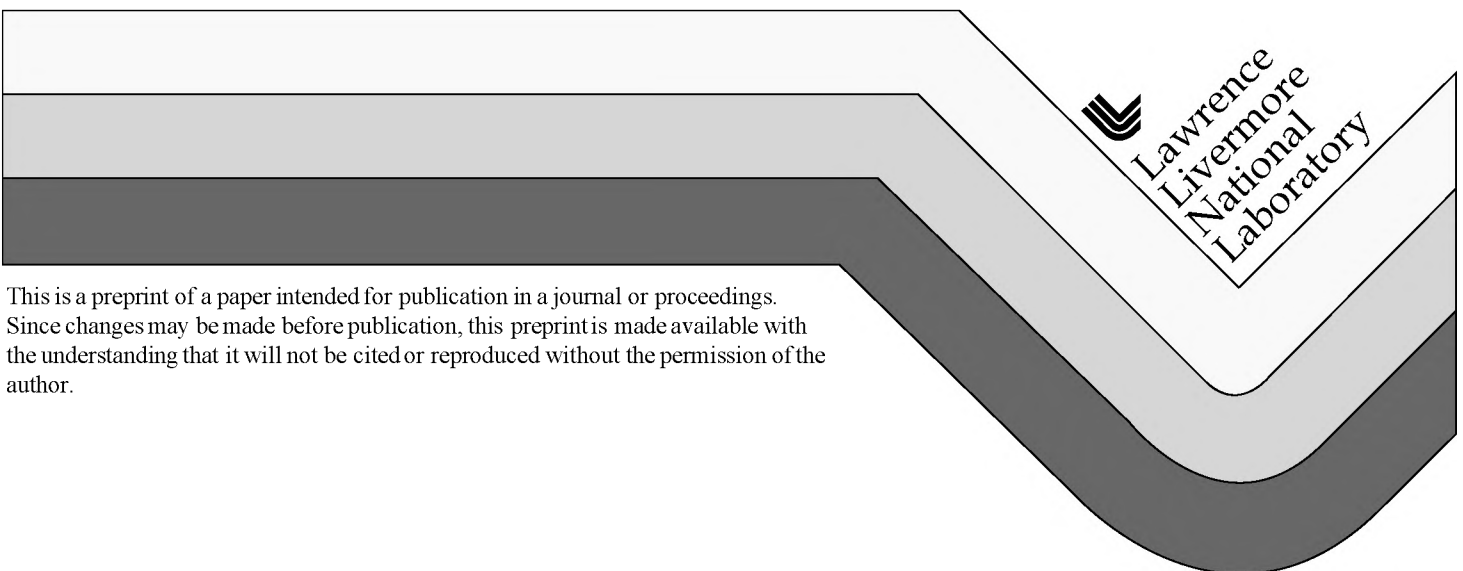 Lawrence
Livermore
National
Laboratory
This is a preprint of a paper intended for publication in a journal or proceedings.
Since changes may be made before publication, this preprint is made available with
the understanding that it will not be cited or reproduced without the permission of the
author.